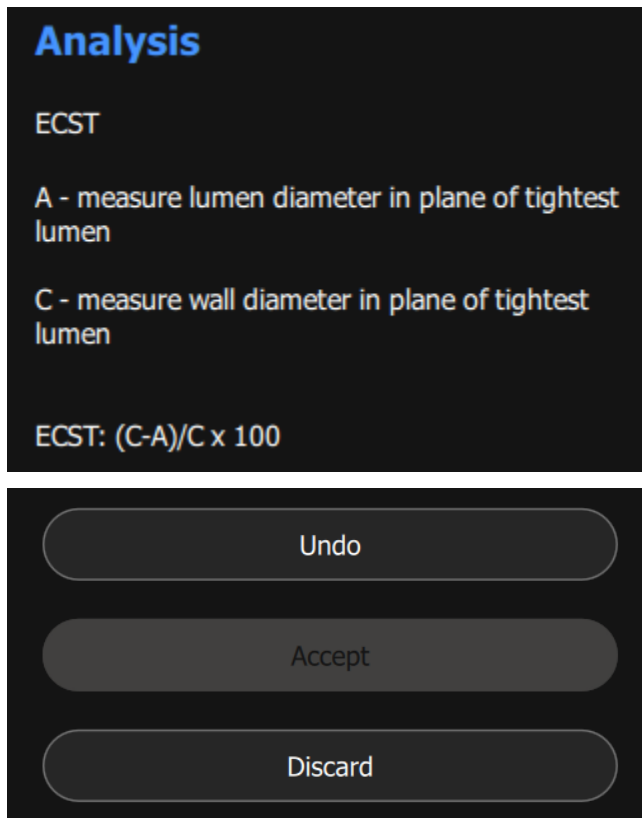 Analysis
ECST
A - measure lumen diameter in plane of tightest
lumen
C - measure wall diameter in plane of tightest
lumen
ECST: (C-A)/C x 100
Undo
Accept
Discard